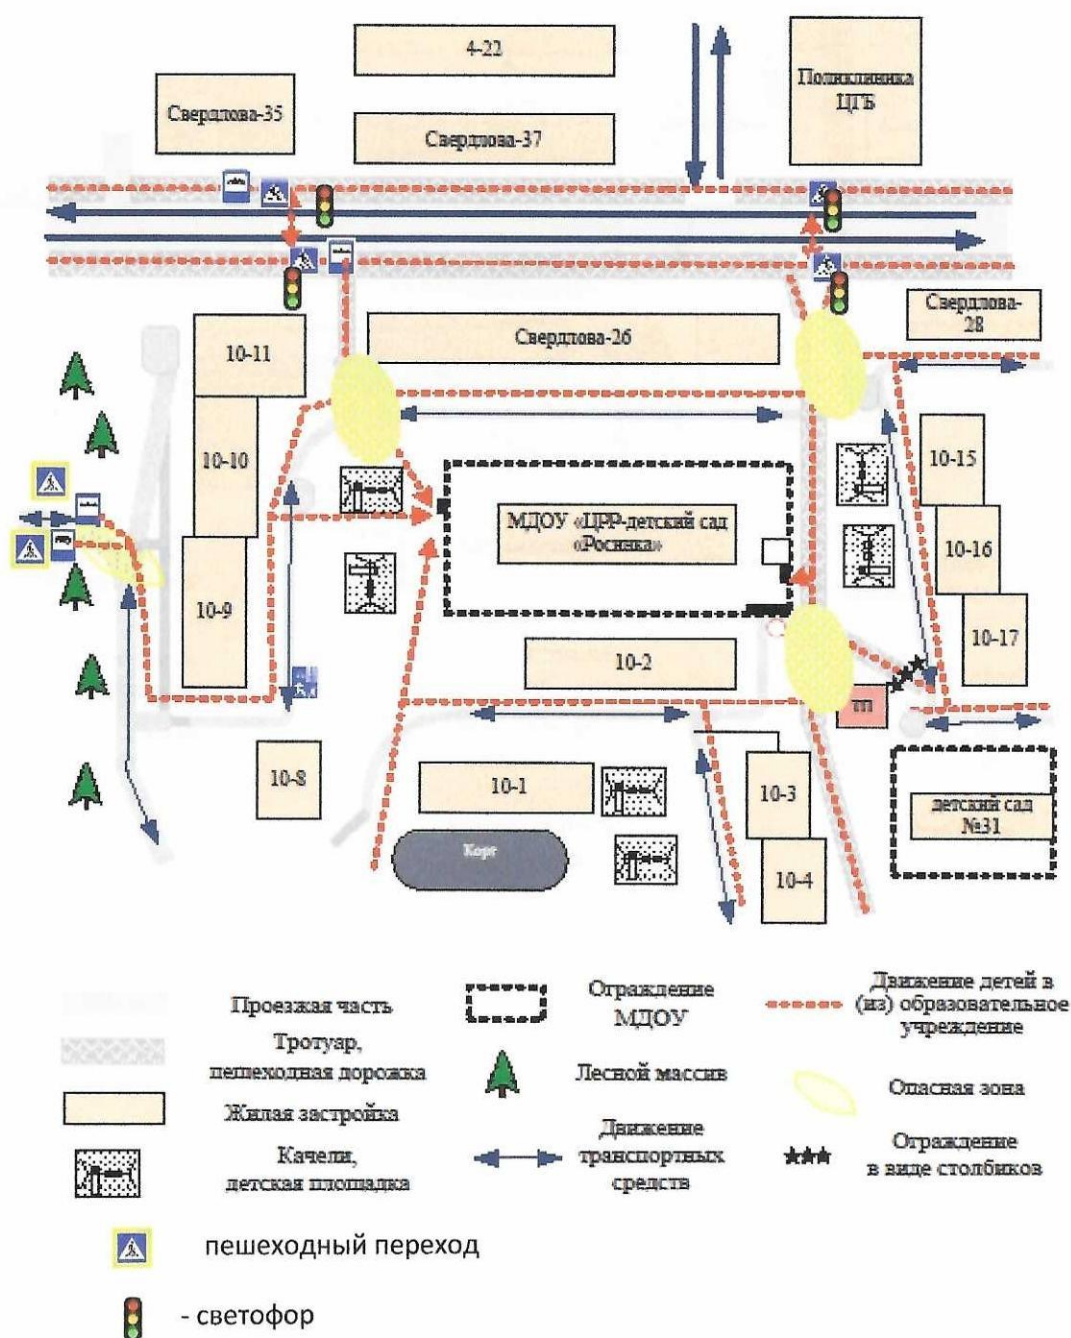 4-22
Поликлиника
ЦГБ
Свердлова-35
Свердлова-37
Свердлова-
28
Свердлова-26
10-11
10-10
10-15
МДОУ «ЦРР-детский сад
«Росинка»
10-16
10-9
10-17
10-2
ТП
10-8
10-1
10-3
детский сад
№31
Корт
10-4
Проезжая часть
Ограждение
МДОУ
Движение детей в
(из) образовательное
учреждение
Тротуар,
пешеходная дорожка
Лесной массив
Опасная зона
Жилая застройка
Качели,
детская площадка
Движение
транспортных
средств
Ограждение
в виде столбиков
пешеходный переход
- светофор